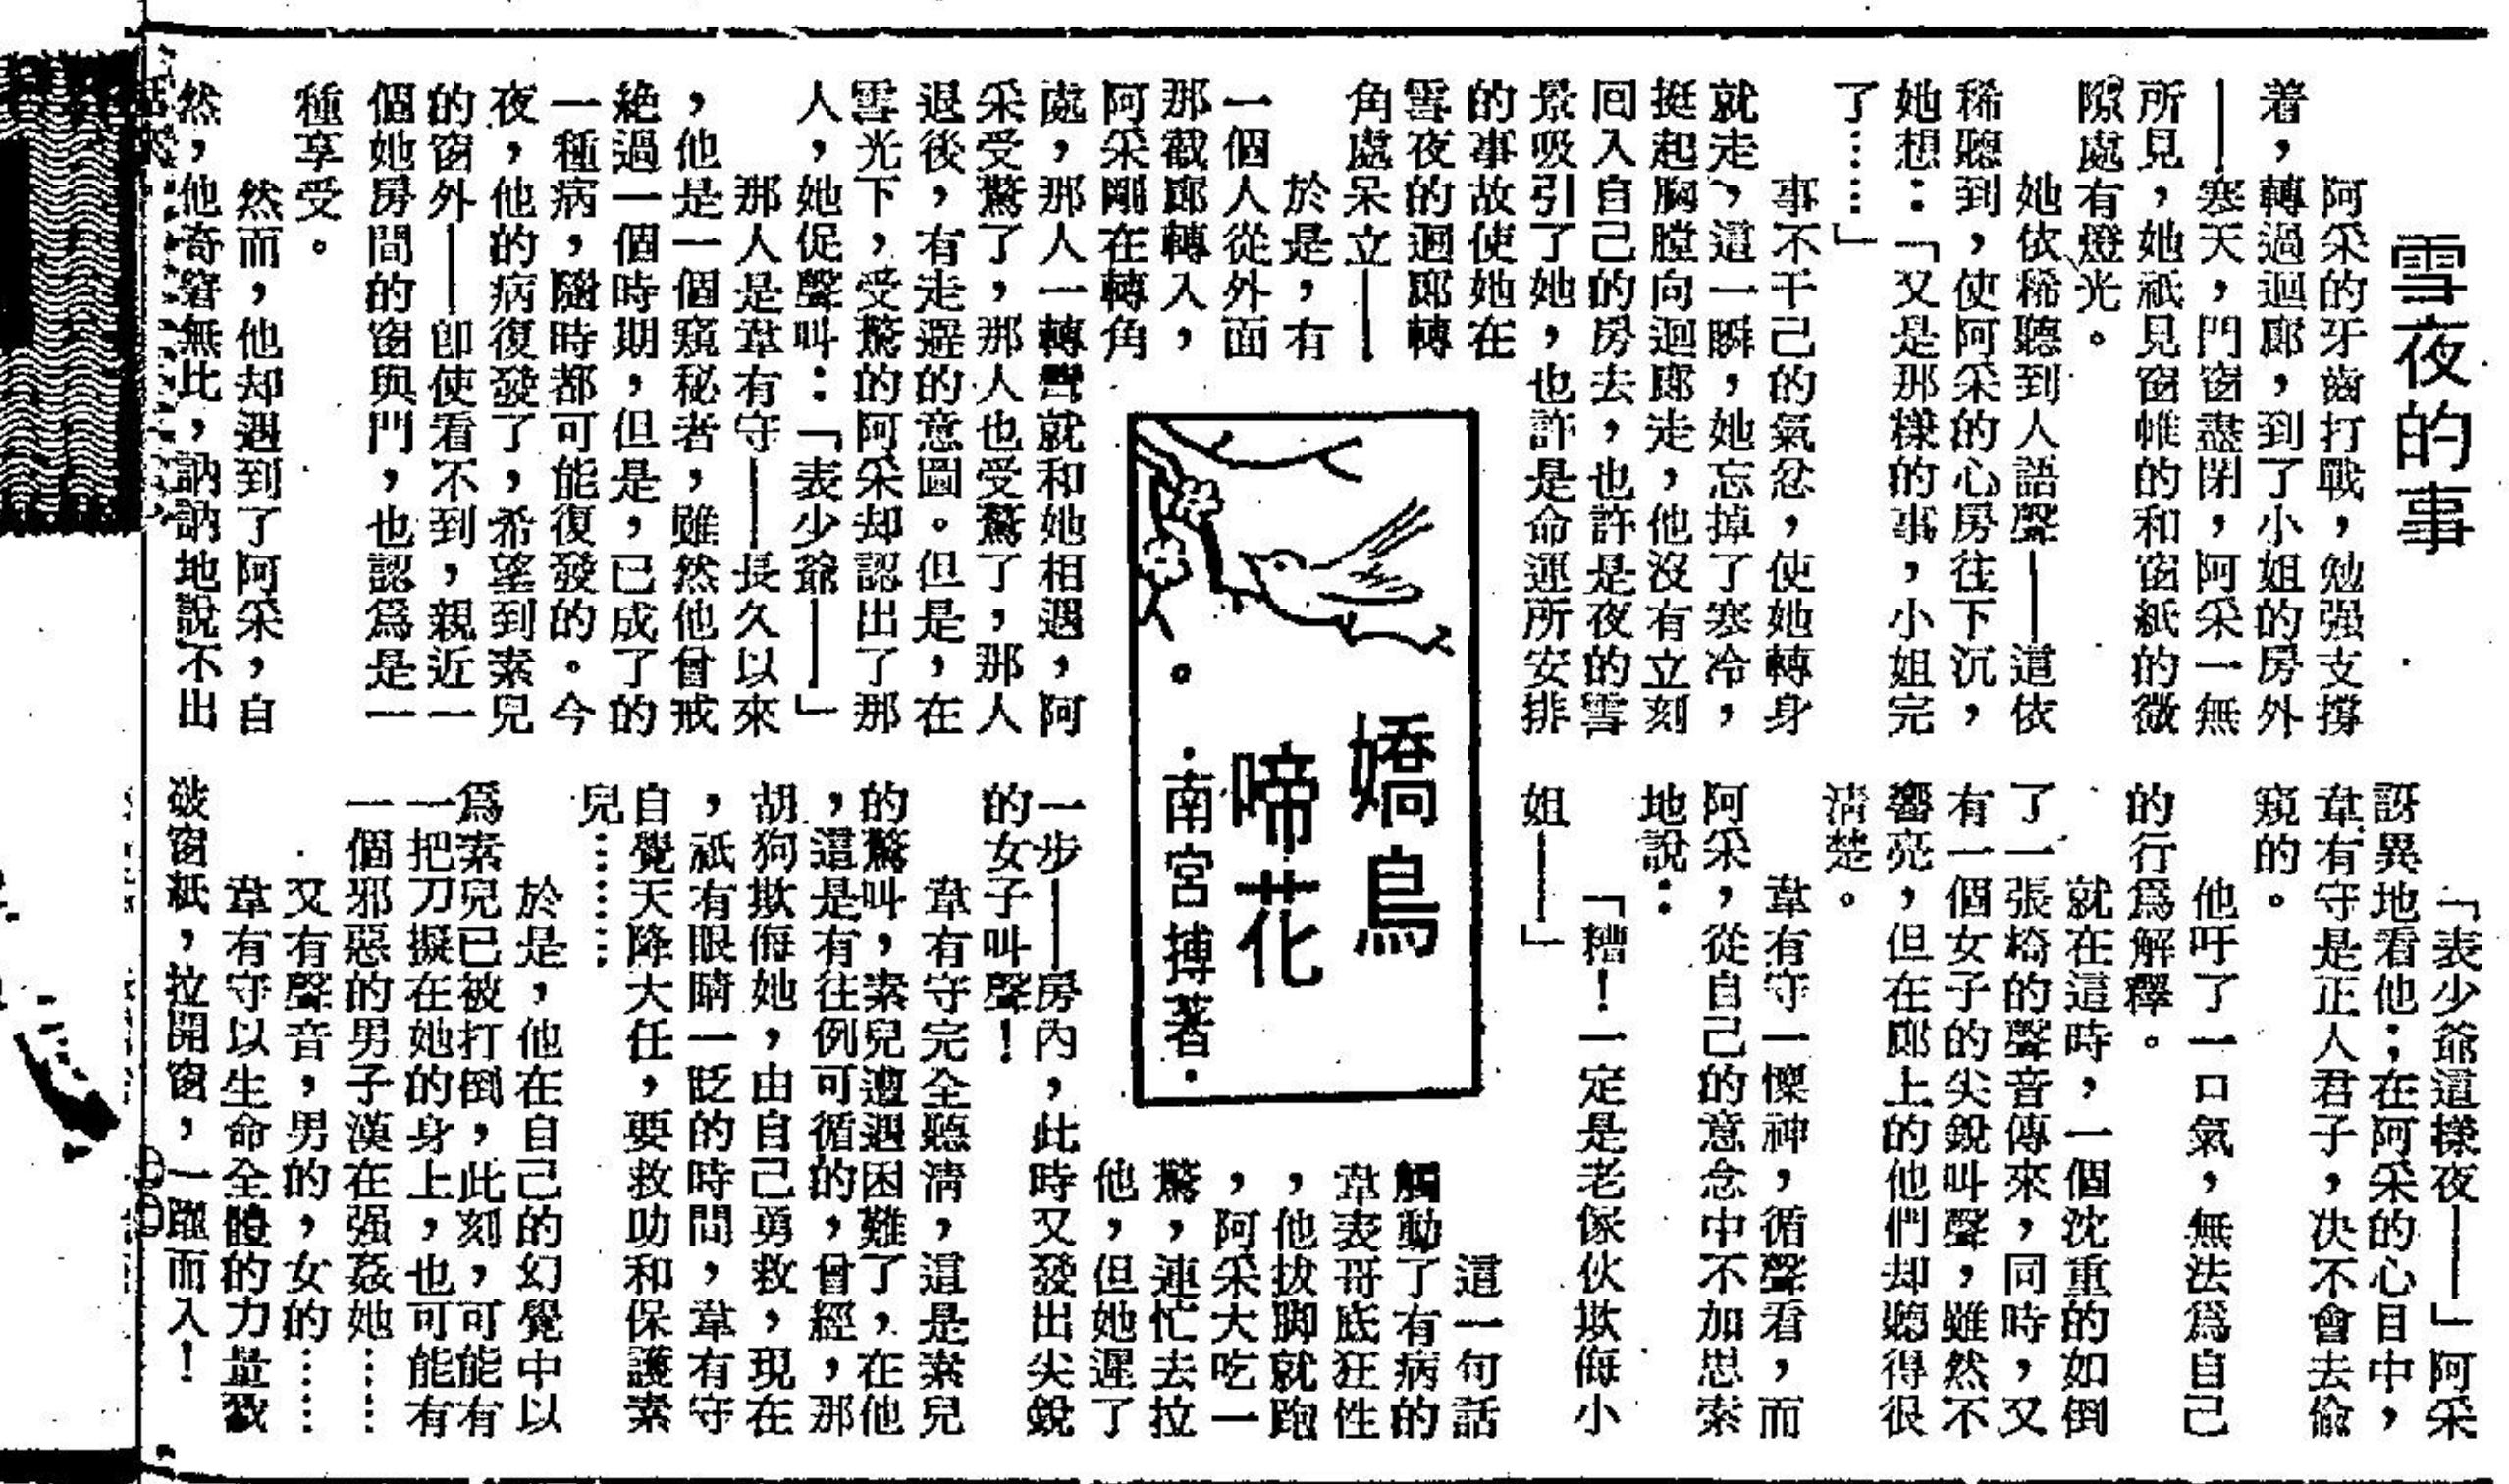 雪夜的事
阿采的牙齒打戰，勉强支撐
着，轉過迴廊，到了小姐的房外
——寒天，門窗盡閉，阿采一無
所見，她祇見窗帷的和窗紙的微
隙處有燈光。
她依稀聽到人語聲——這依
稀聽到，使阿采的心房往下沉，
她想：「又是那樣的事，小姐完
了……」
事不干己的氣忿，使她轉身
就走，這一瞬，她忘掉了寒冷，
挺起胸膛向迴廊走，他沒有立刻
回入自己的房去，也許是夜的雪
景吸引了她，也許是命運所安排
的事故使她在
雪夜的迴廊轉
角處呆立——
於是，有
一個人從外面
那截廊轉入，
阿采剛在轉角
處，那人一轉彎就和她相遇，阿
采受驚了，那人也受驚了，那人
退後，有走避的意圖。但是，在
雪光下，受驚的阿采却認出了那
人，她促聲叫：「表少爺——」
那人是韋有守——長久以來
，他是一個窺秘者，雖然他曾戒
絶過一個時期，但是，已成了的
一種病，隨時都可能復發的。今
夜，他的病復發了，希望到素兒
的窗外——即使看不到，親近一
個她房間的窗與門，也認爲是一
種享受。
然而，他却遇到了阿采，自
然，他奇窘無比，訥訥地說不出
話來。
「表少爺這樣夜——」阿采
訝異地看他；在阿采的心目中，
韋有守是正人君子，决不會去偷
窺的。
他吁了一口氣，無法爲自己
的行爲解釋。
就在這時，一個沈重的如倒
了一張椅的聲音傳來，同時，又
有一個女子的尖銳叫聲，雖然不
響亮，但在廊上的他們却聽得很
清楚。
韋有守一懍神，循聲看，而
阿采，從自己的意念中不加思索
地說：
「糟！一定是老傢伙欺侮小
姐——」
這一句話
觸動了有病的
韋表哥底狂性
，他拔脚就跑
，阿采大吃一
驚，連忙去拉
他，但她遲了
一步——房內，此時又發出尖銳
的女子叫聲！
韋有守完全聽清，這是素兒
的驚叫，素兒遭遇困難了，在他
，這是有往例可循的，曾經，那
胡狗欺侮她，由自己勇救，現在
，祇有眼睛一眨的時間，韋有守
自覺天降大任，要救助和保護素
兒………
於是，他在自己的幻覺中以
爲素兒已被打倒，此刻，可能有
一把刀擬在她的身上，也可能有
一個邪惡的男子漢在强姦她……
又有聲音，男的，女的……
韋有守以生命全體的力量戮
破窗紙，拉開窗，一躍而入！
嬌鳥
啼花
·南宮搏著·